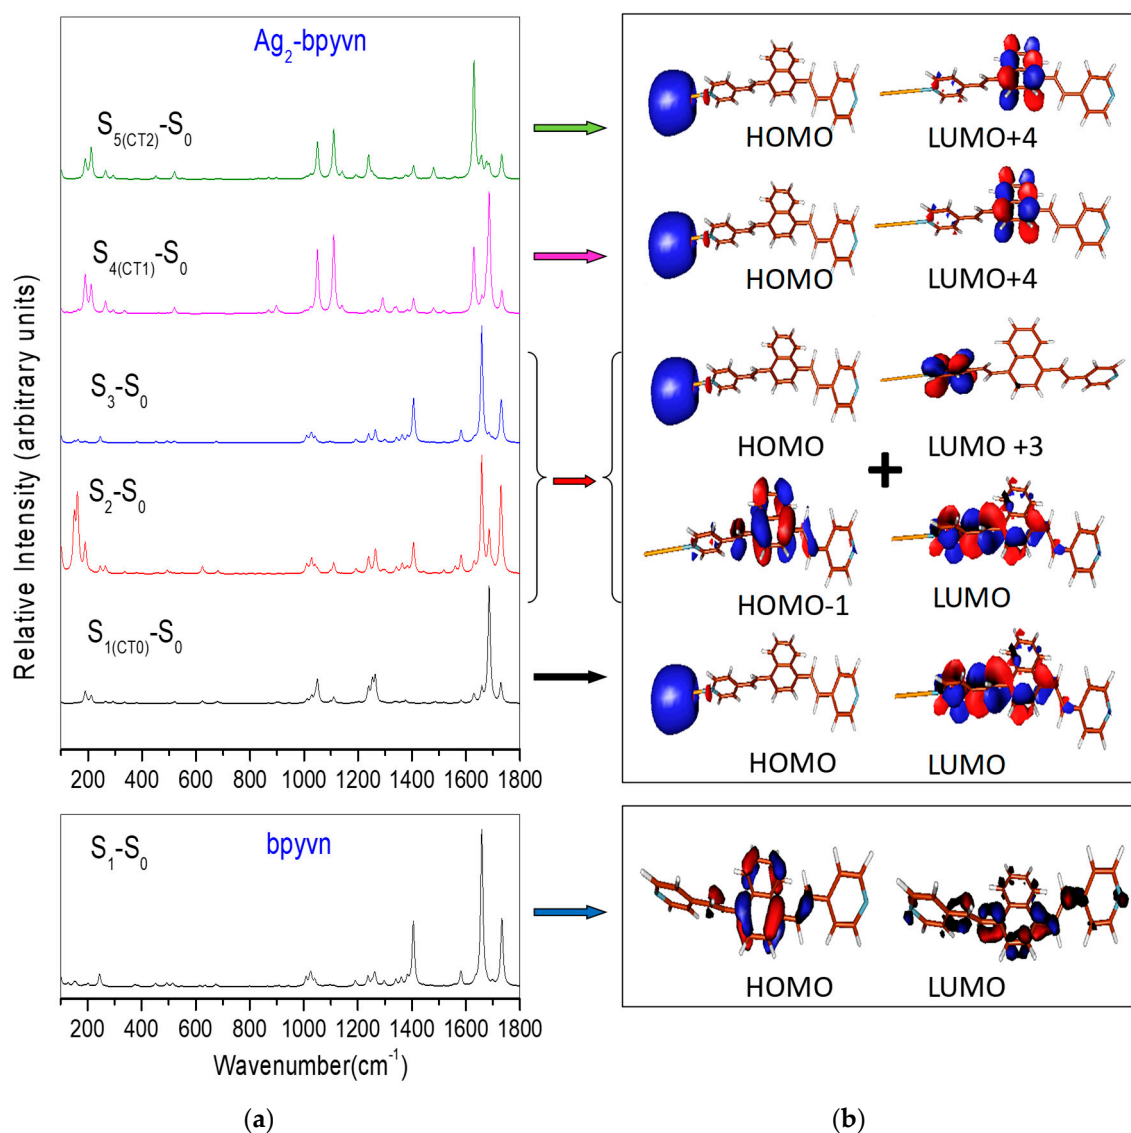 Ag2-bpyvn
S5(CT2)-S0
S4(CT1)-S0
S3-S0
S2-S0
S1(CT0)-S0
Relative Intensity (arbitrary units)
200 400 600 800 1000 1200 1400 1600 1800
HOMO LUMO+4
HOMO LUMO+4
HOMO LUMO +3
+
HOMO-1 LUMO
HOMO LUMO
S1-S0 bpyvn
200 400 600 800 1000 1200 1400 1600 1800
Wavenumber(cm-1)
HOMO LUMO
(a) (b)